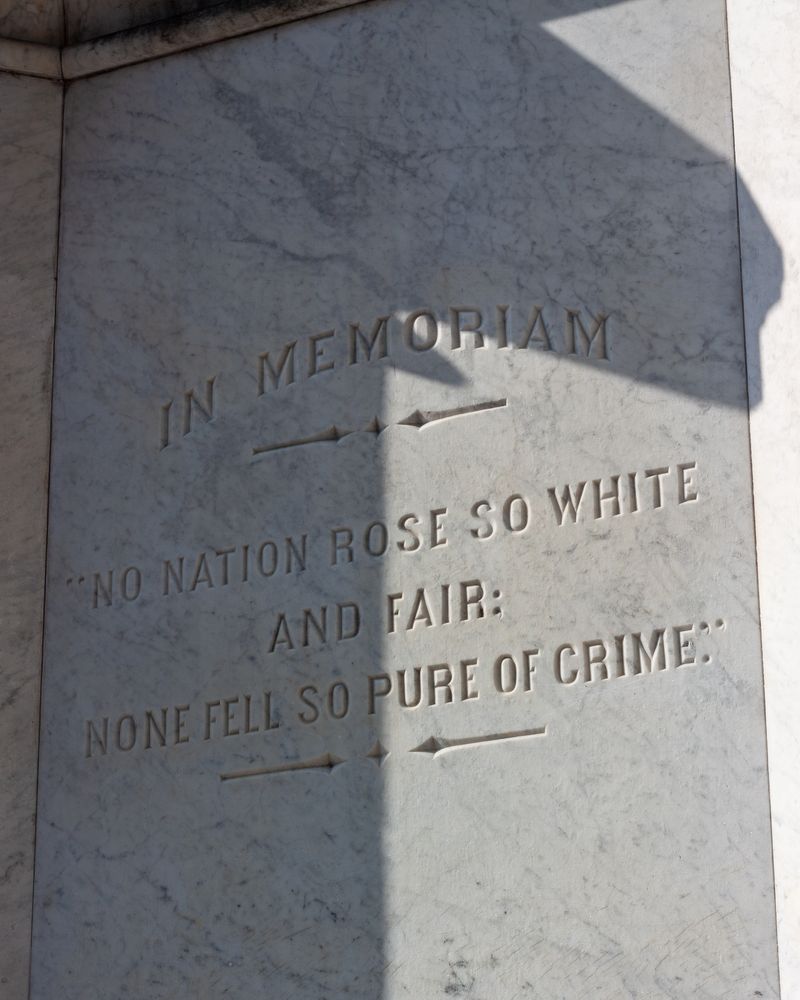 IN MEMORIAM
“NO NATION ROSE SO WHITE
AND FAIR:
NONE FELL SO PURE OF CRIME.”